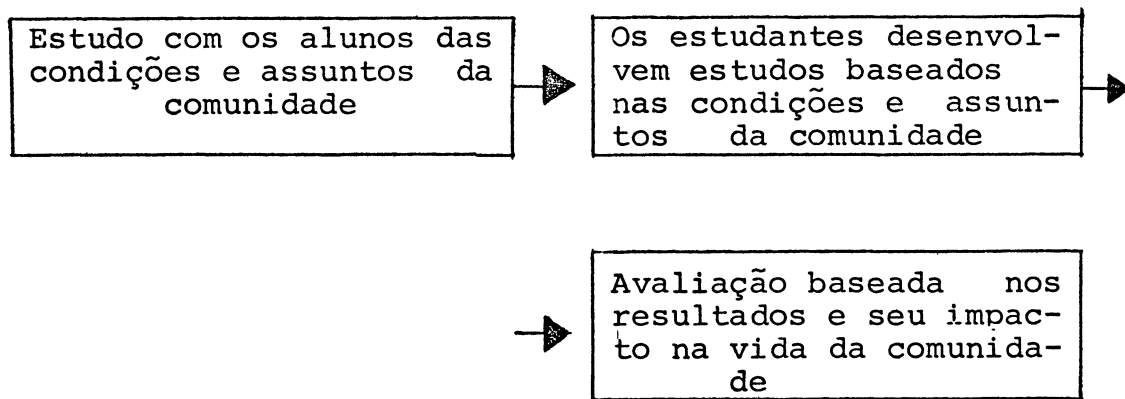 Estudo com os alunos das
condições e assuntos da
comunidade
Os estudantes desenvol-
vem estudos baseados
nas condições e assun-
tos da comunidade
Avaliação baseada nos
resultados e seu impac-
to na vida da comunida-
de